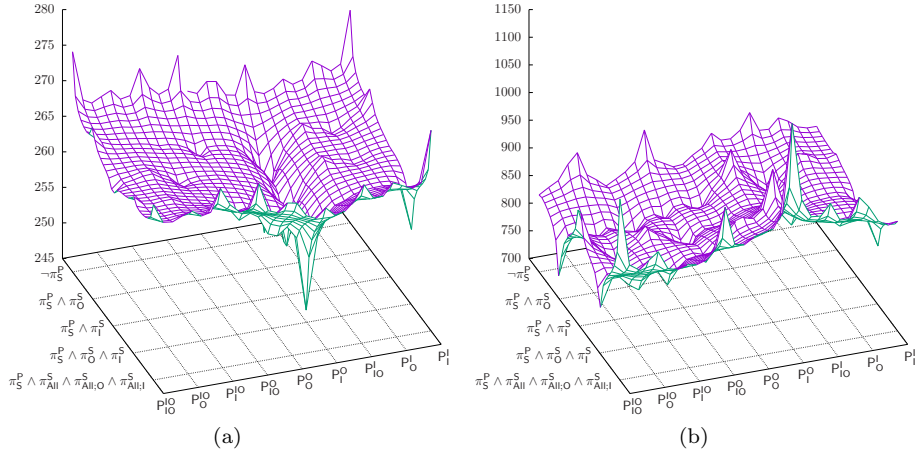 280
275
270
265
260
255
250
245
¬π_S^P
π_S^P ∧ π_O^S
π_S^P ∧ π_I^S
π_S^P ∧ π_O^S ∧ π_I^S
π_S^P ∧ π_All^S ∧ π_All;O^S ∧ π_All;I^S
P_IO^IO P_O^IO P_I^IO P_IO^O P_O^O P_I^O P_IO^I P_O^I P_I^I
(a)
1150
1100
1050
1000
950
900
850
800
750
700
¬π_S^P
π_S^P ∧ π_O^S
π_S^P ∧ π_I^S
π_S^P ∧ π_O^S ∧ π_I^S
π_S^P ∧ π_All^S ∧ π_All;O^S ∧ π_All;I^S
P_IO^IO P_O^IO P_I^IO P_IO^O P_O^O P_I^O P_IO^I P_O^I P_I^I
(b)